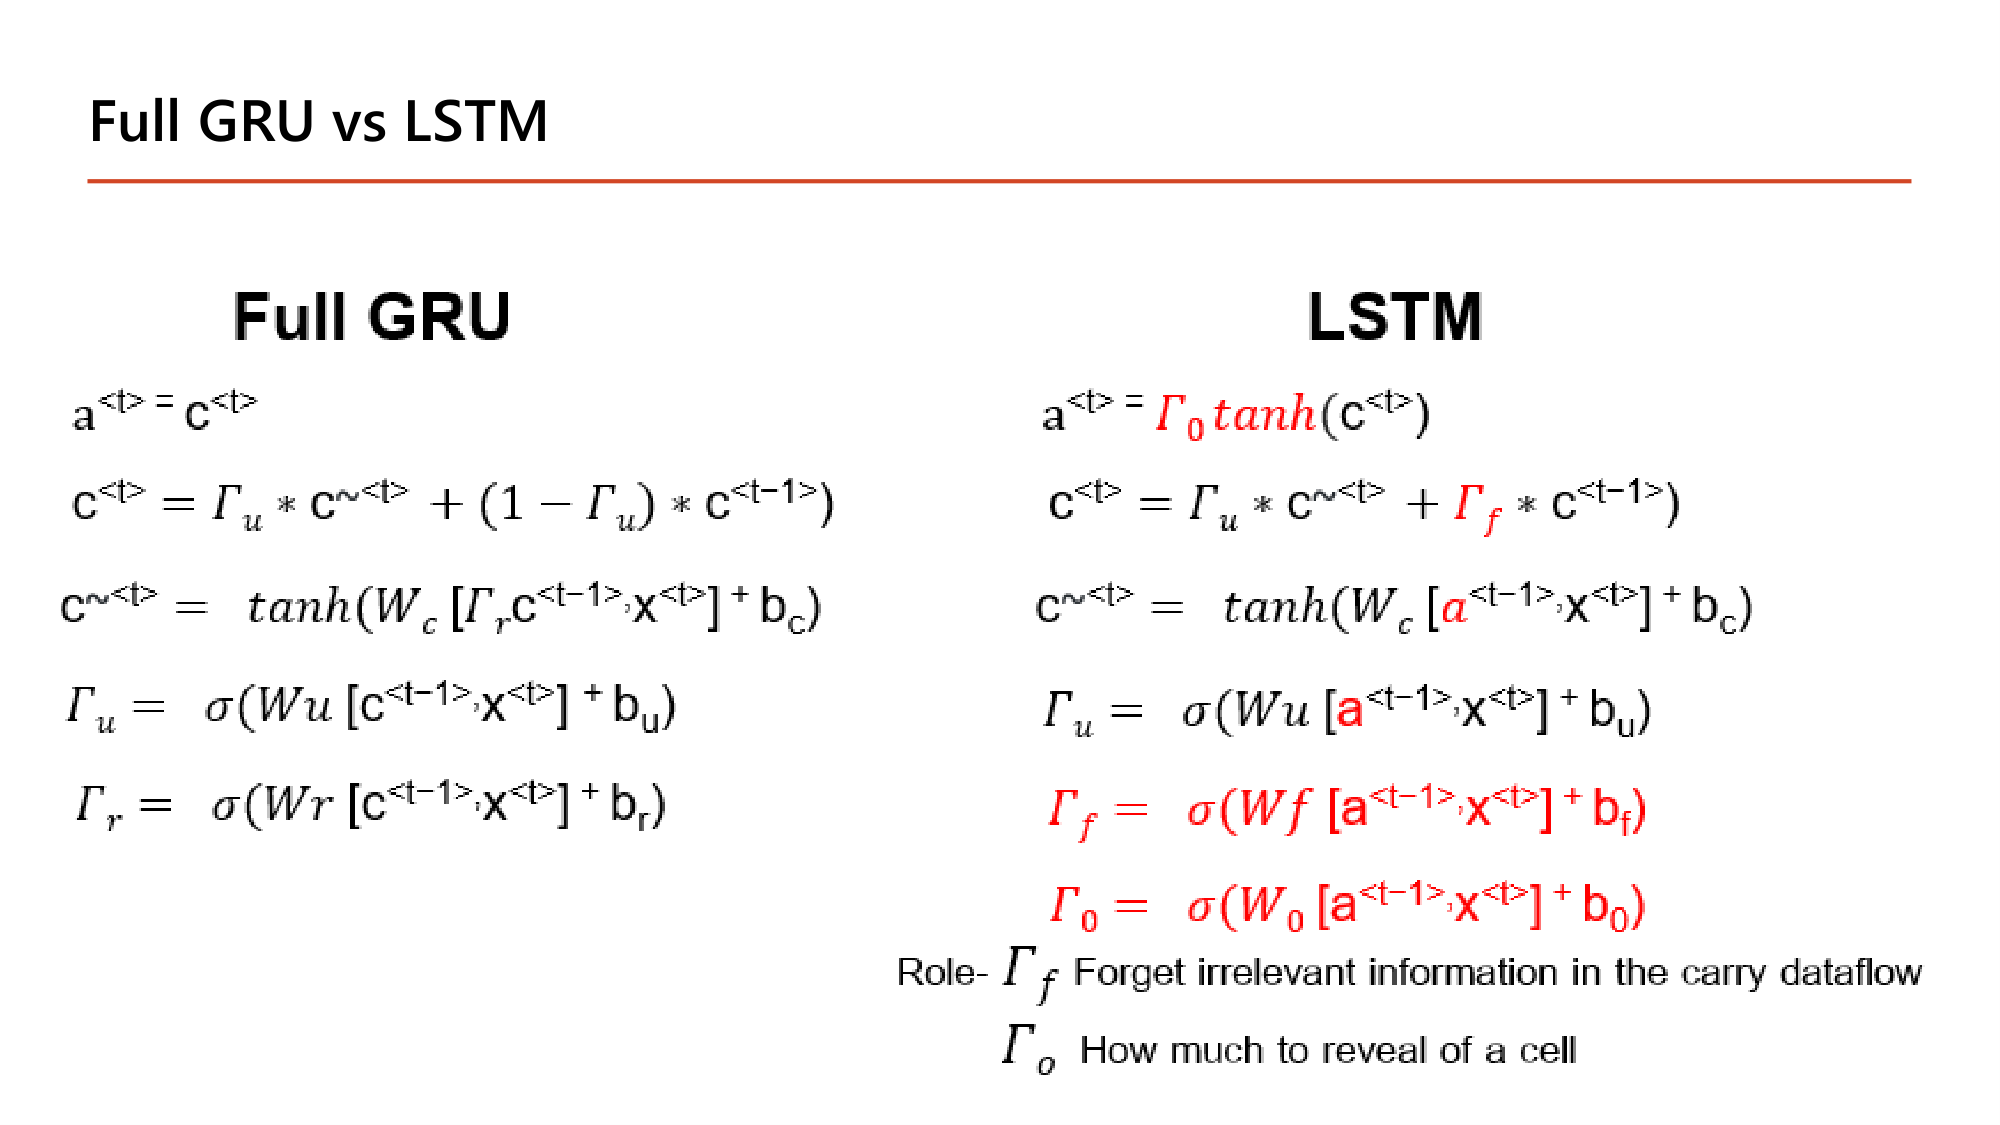 Full GRU vs LSTM
Full GRU
a<t> = c<t>
c<t> = Γu * c~<t> + (1 − Γu) * c<t−1>)
c~<t> = tanh(Wc [Γrc<t−1>,x<t>] + bc)
Γu = σ(Wu [c<t−1>,x<t>] + bu)
Γr = σ(Wr [c<t−1>,x<t>] + br)
LSTM
a<t> = Γ0 tanh(c<t>)
c<t> = Γu * c~<t> + Γf * c<t−1>)
c~<t> = tanh(Wc [a<t−1>,x<t>] + bc)
Γu = σ(Wu [a<t−1>,x<t>] + bu)
Γf = σ(Wf [a<t−1>,x<t>] + bf)
Γ0 = σ(W0 [a<t−1>,x<t>] + b0)
Role- Γf Forget irrelevant information in the carry dataflow
Γo How much to reveal of a cell